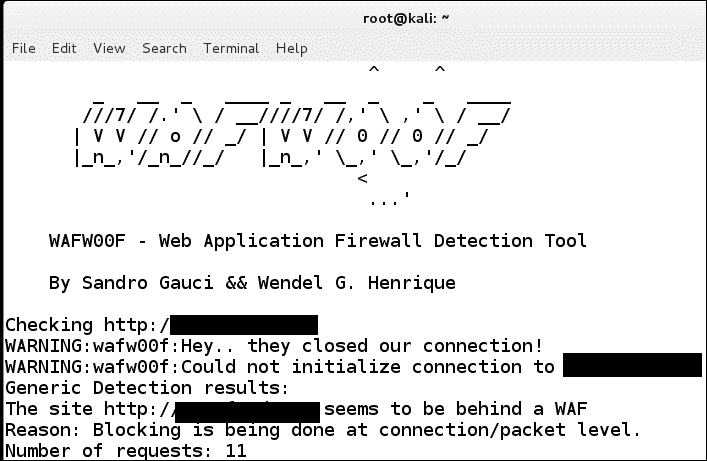 root@kali: ~
File Edit View Search Terminal Help
                                 ^     ^
        _   __  _   ____ _   __  _    _   ____
       ///7/ /.' \ / __////7/ /,' \ ,' \ / __/
      | V V // o // _/ | V V // 0 // 0 // _/
      |_n_,'/_n_//_/   |_n_,' \_,' \_,'/_/
                                <
                                 ...'
WAFW00F - Web Application Firewall Detection Tool
By Sandro Gauci && Wendel G. Henrique
Checking http:/
WARNING:wafw00f:Hey.. they closed our connection!
WARNING:wafw00f:Could not initialize connection to
Generic Detection results:
The site http:// seems to be behind a WAF
Reason: Blocking is being done at connection/packet level.
Number of requests: 11